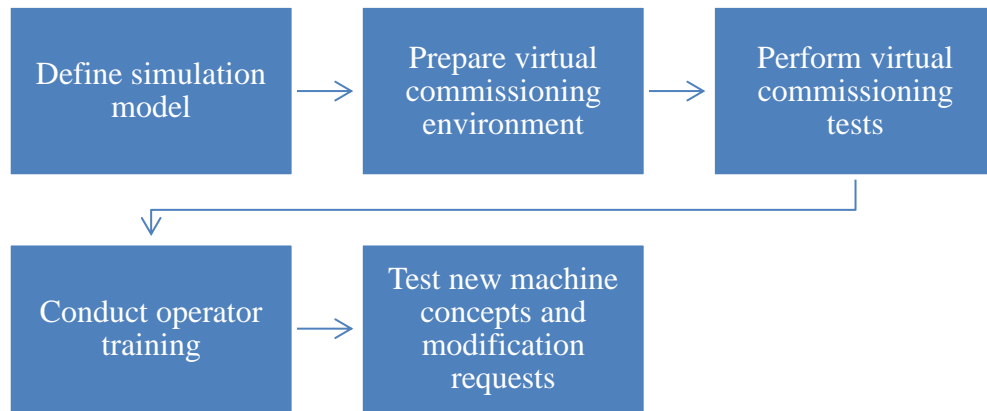 Define simulation
model
Prepare virtual
commissioning
environment
Perform virtual
commissioning
tests
Conduct operator
training
Test new machine
concepts and
modification
requests